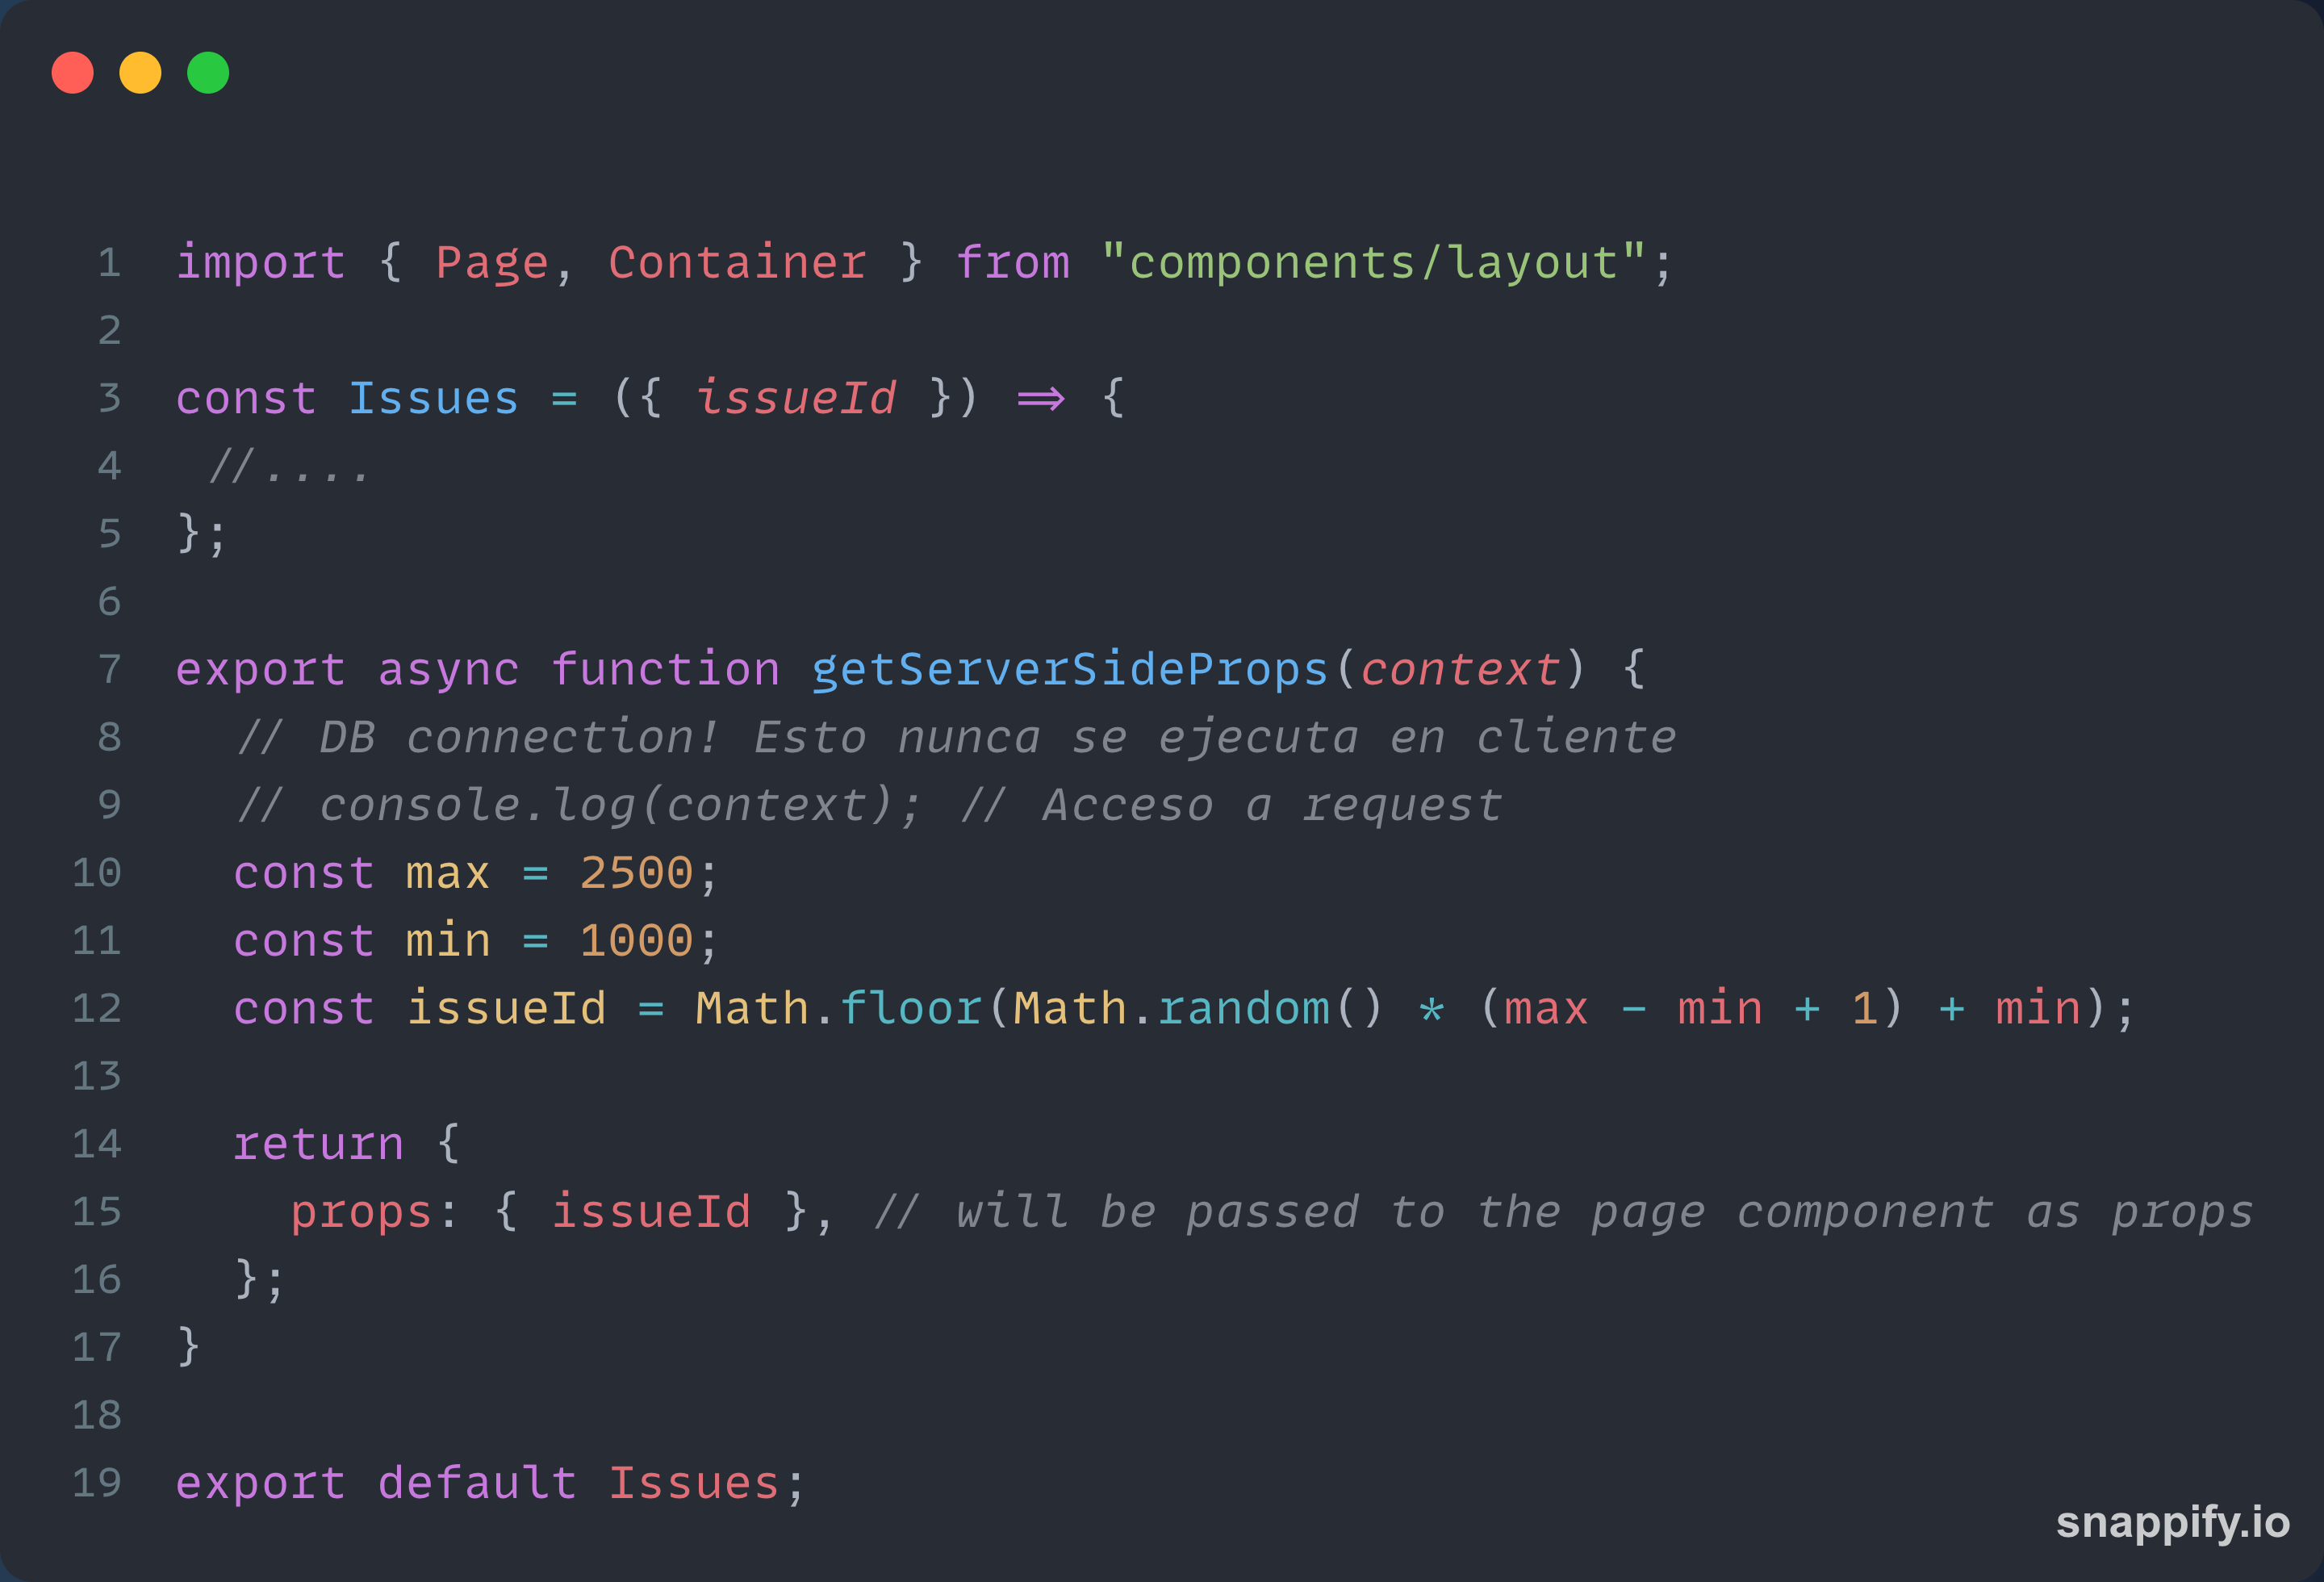 1 import { Page, Container } from "components/layout";
2
3 const Issues = ({ issueId }) => {
4  //....
5 };
6
7 export async function getServerSideProps(context) {
8   // DB connection! Esto nunca se ejecuta en cliente
9   // console.log(context); // Acceso a request
10   const max = 2500;
11   const min = 1000;
12   const issueId = Math.floor(Math.random() * (max - min + 1) + min);
13
14   return {
15     props: { issueId }, // will be passed to the page component as props
16   };
17 }
18
19 export default Issues;
snappify.io